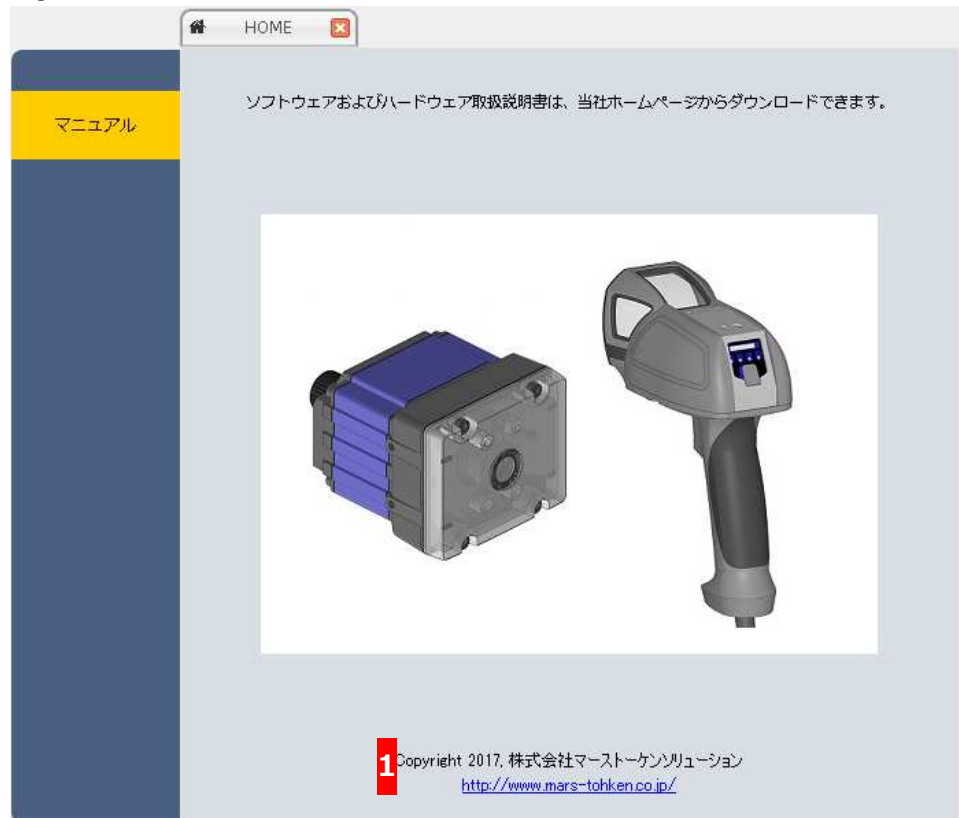 HOME
マニュアル
ソフトウェアおよびハードウェア取扱説明書は、当社ホームページからダウンロードできます。
1
Copyright 2017, 株式会社マーストーケンソリューション
http://www.mars-tohken.co.jp/